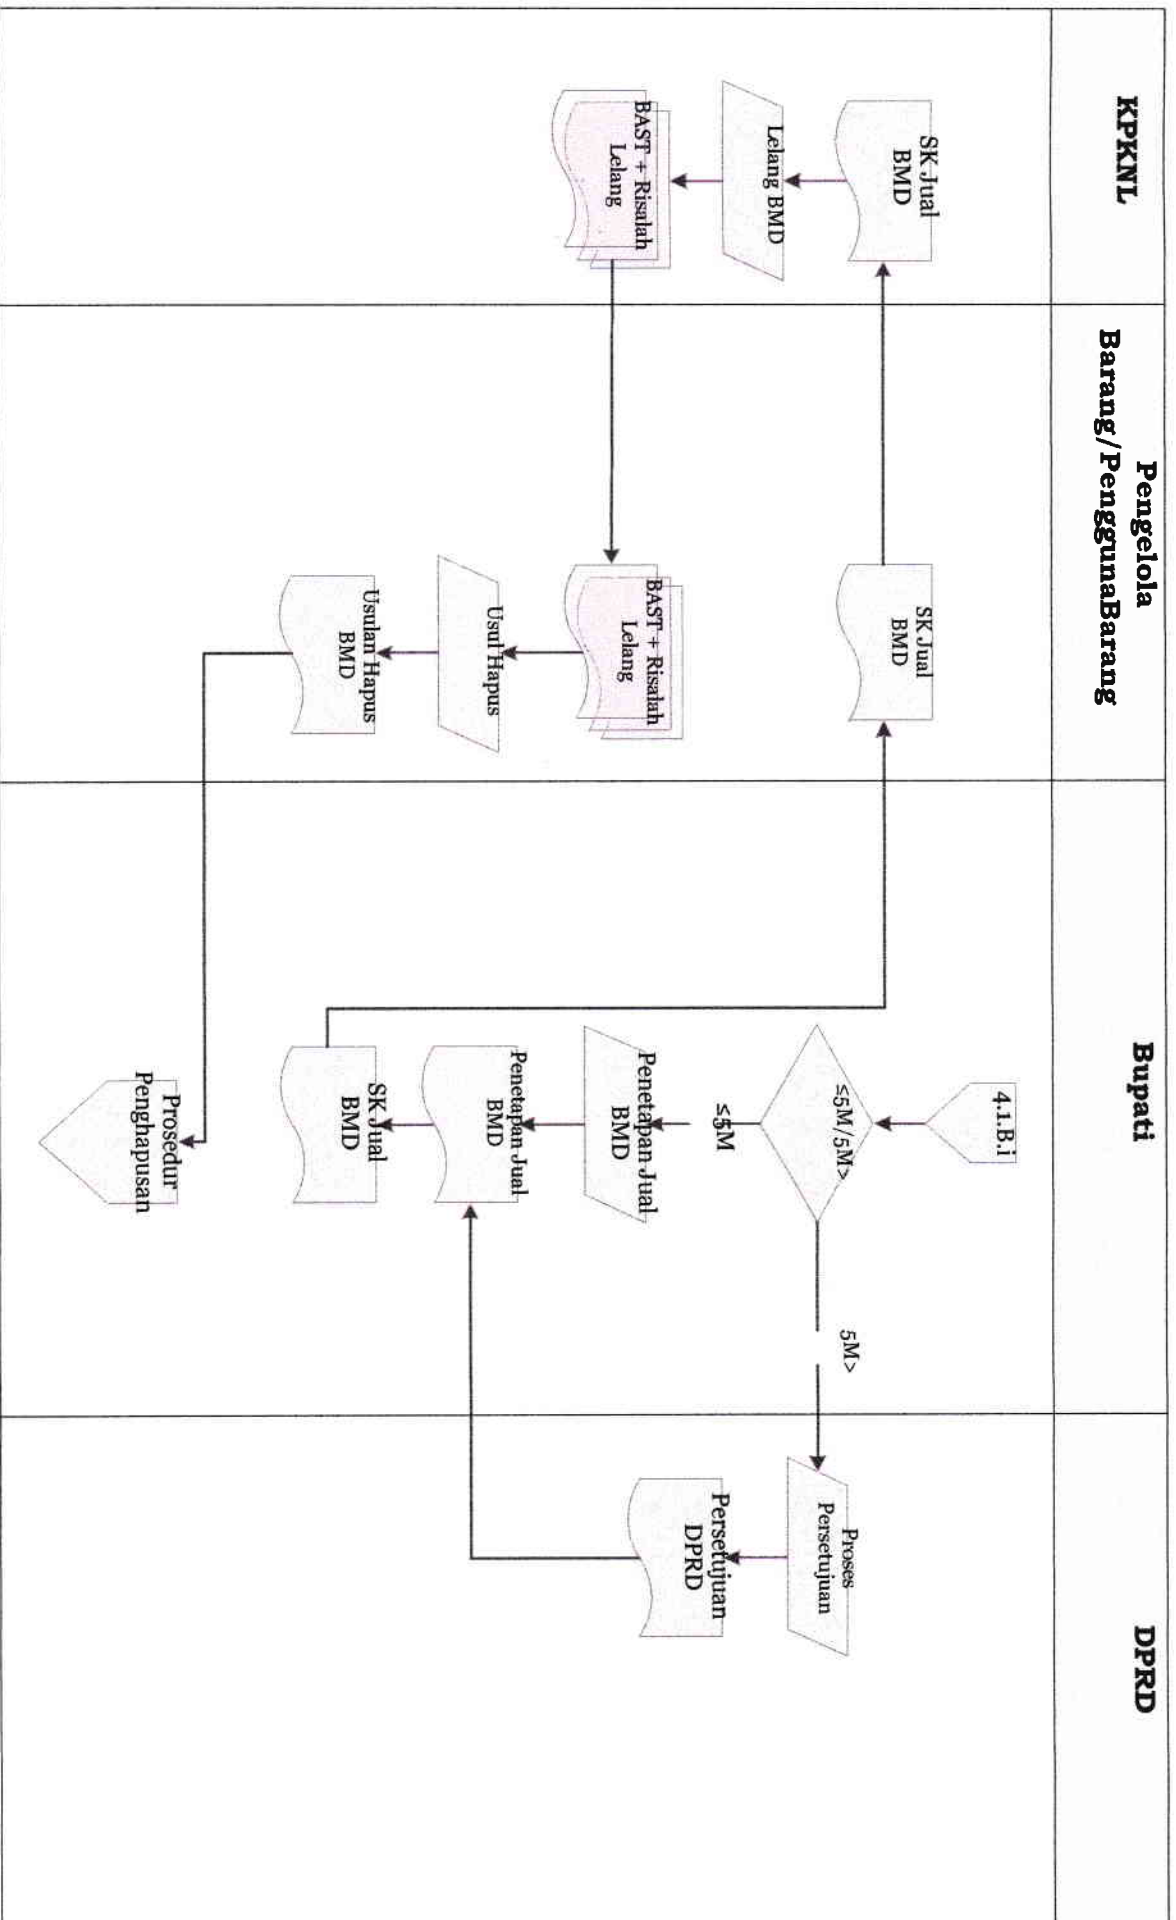 KPKNL
Pengelola
Barang/PenggunaBarang
Bupati
DPRD
SK Jual
BMD
Lelang BMD
BAST + Risalah
Lelang
SK Jual
BMD
BAST + Risalah
Lelang
Usul Hapus
Usulan Hapus
BMD
4.1.B.i
≤5M/5M>
≤5M
5M>
Penetapan Jual
BMD
Penetapan Jual
BMD
SK Jual
BMD
Prosedur
Penghapusan
Proses
Persetujuan
Persetujuan
DPRD